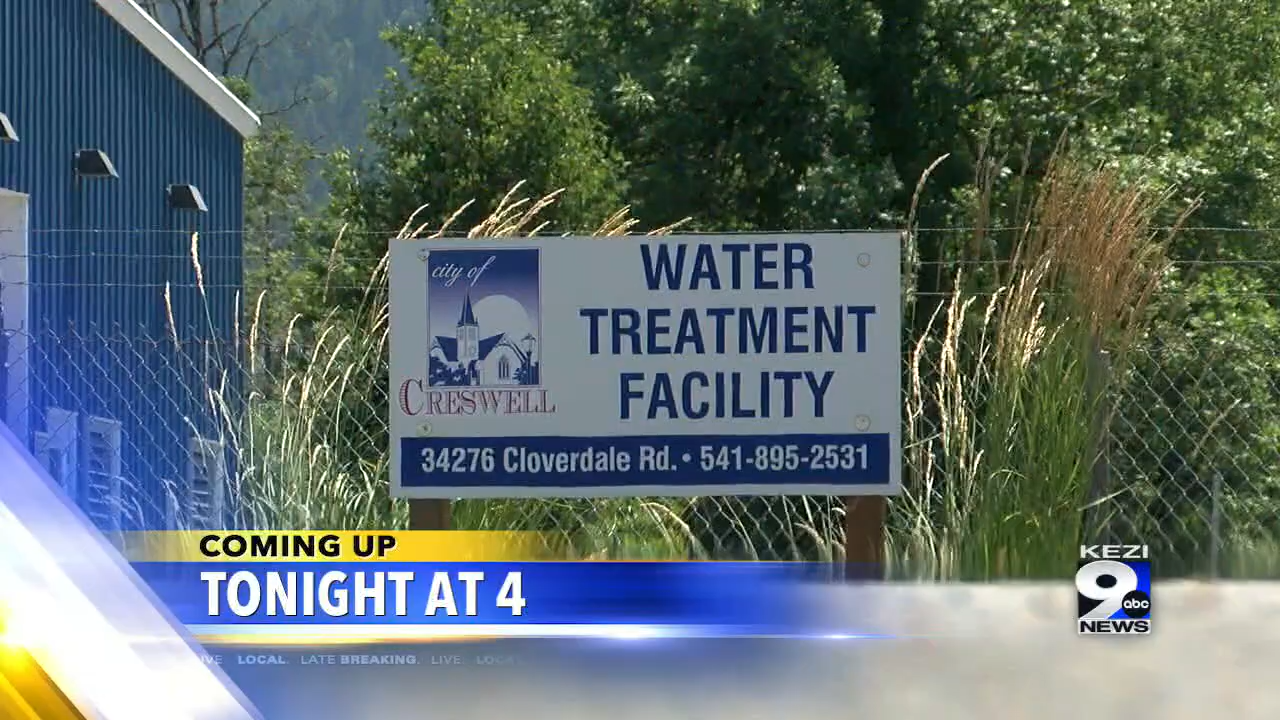 city of
CRESWELL
WATER
TREATMENT
FACILITY
34276 Cloverdale Rd. • 541-895-2531
COMING UP
TONIGHT AT 4
LOCAL. LATE BREAKING. LIVE.
KEZI
9
abc
NEWS